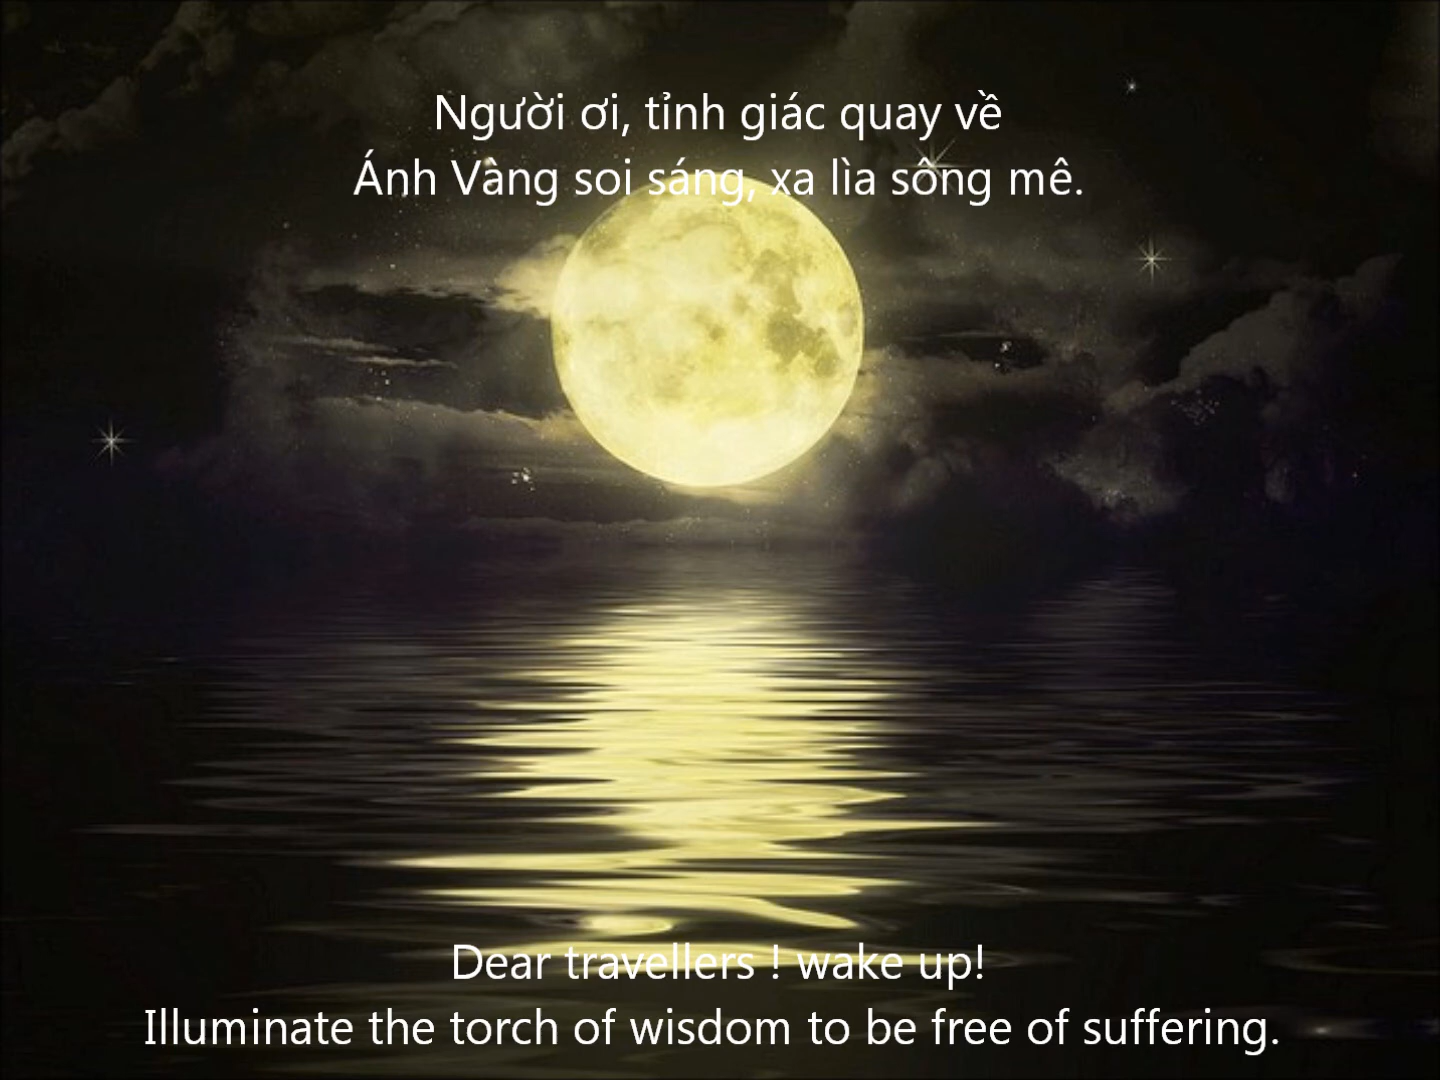 Người ơi, tỉnh giác quay về
Ánh Vàng soi sáng, xa lìa sông mê.
Dear travellers ! wake up!
Illuminate the torch of wisdom to be free of suffering.